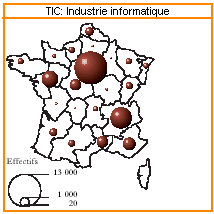 TIC: Industrie informatique
Effectifs
13 000
1 000
20